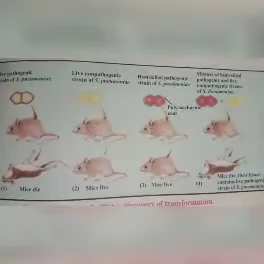 pathogenic
strain of S. pneumoniae
Live nonpathogenic
strain of S. pneumoniae
Heat-killed pathogenic
strain of S. pneumoniae
Mixture of heat-killed
pathogenic and live
nonpathogenic strains
of S. Pneumoniae
Polysaccharide
coat
(1) Mice die
(2) Mice live
(3) Mice live
(4)
Mice die, their blood
contains live pathogenic
strain of S. pneumoniae
discovery of transformation.